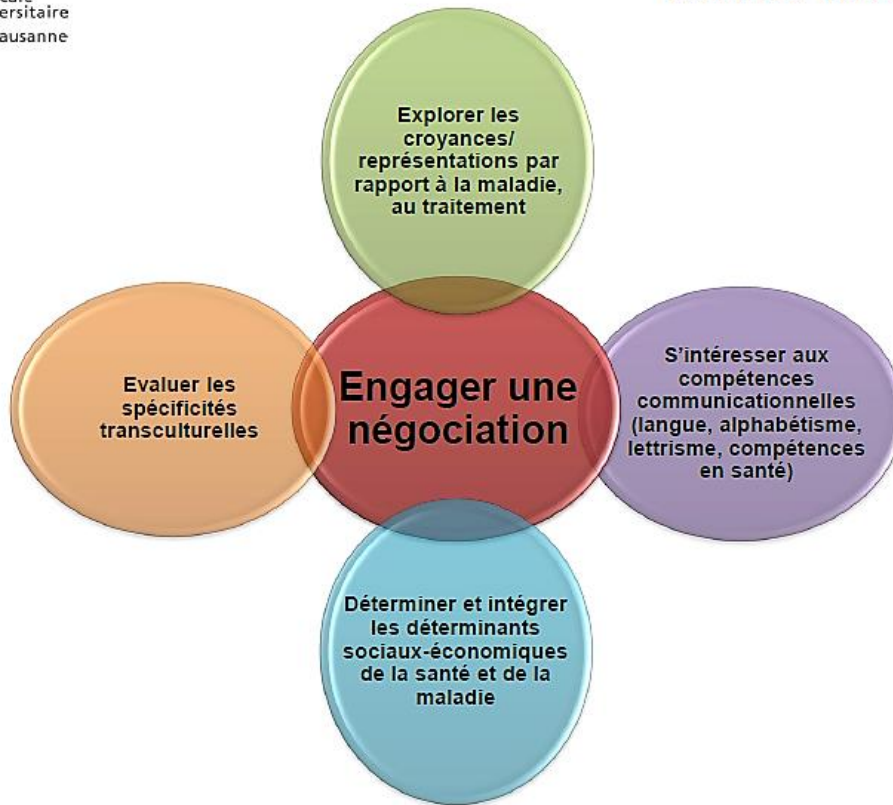 ersitaire
ausanne
Explorer les
croyances/
représentations par
rapport à la maladie,
au traitement
Evaluer les
spécificités
transculturelles
Engager une
négociation
S'intéresser aux
compétences
communicationnelles
(langue, alphabétisme,
lettrisme, compétences
en santé)
Déterminer et intégrer
les déterminants
sociaux-économiques
de la santé et de la
maladie